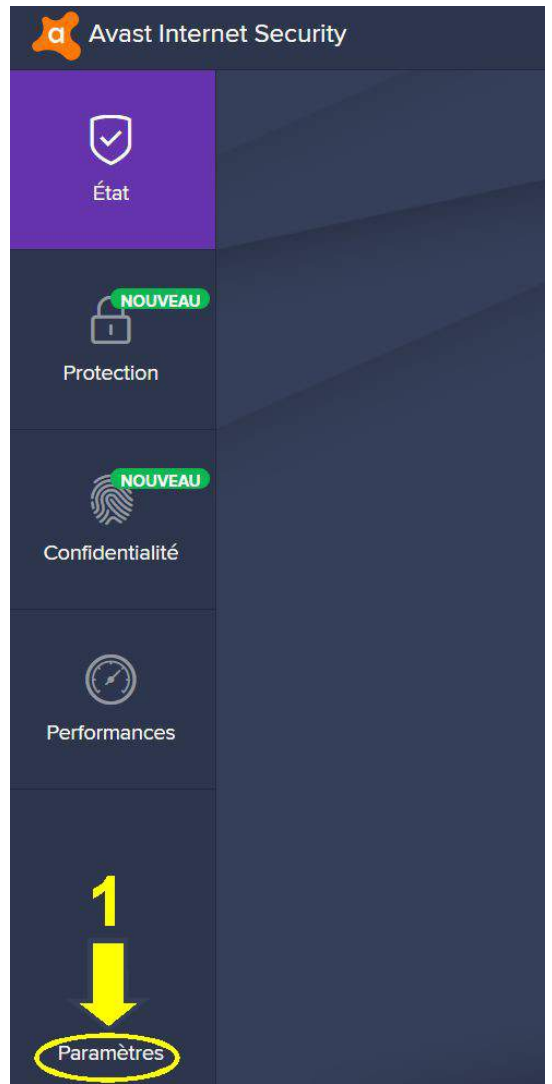 Avast Internet Security
État
NOUVEAU
Protection
NOUVEAU
Confidentialité
Performances
1
Paramètres